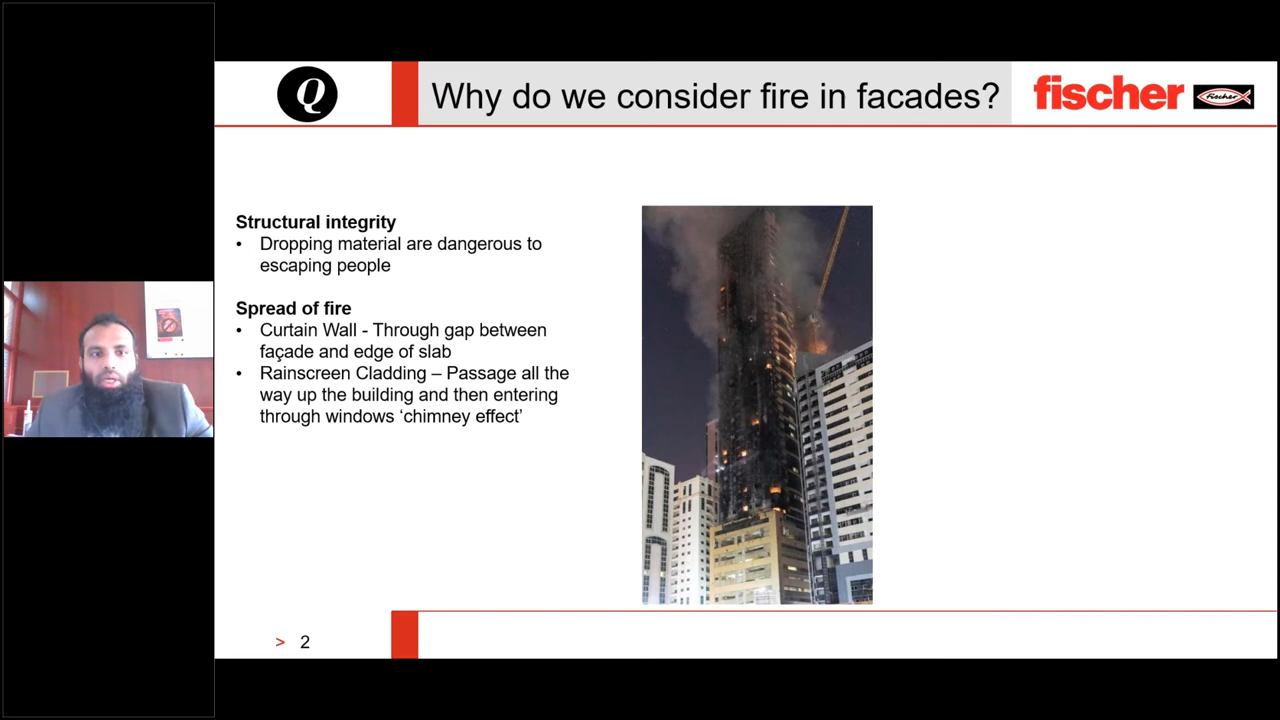 Q
Why do we consider fire in facades?
fischer
fischer
Structural integrity
• Dropping material are dangerous to
escaping people
Spread of fire
• Curtain Wall - Through gap between
façade and edge of slab
• Rainscreen Cladding – Passage all the
way up the building and then entering
through windows ‘chimney effect’
> 2